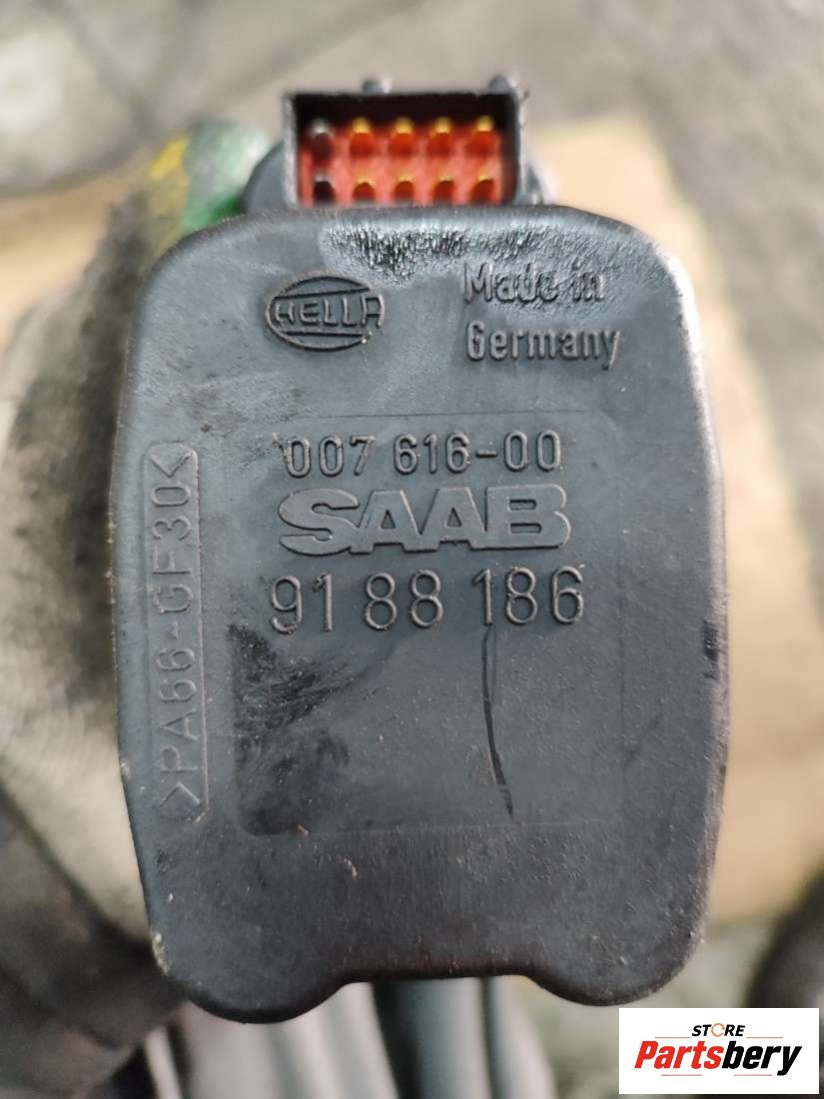 HELLA
Made in
Germany
007 616-00
SAAB
91 88 186
>PA66-GF30<
STORE
Partsbery